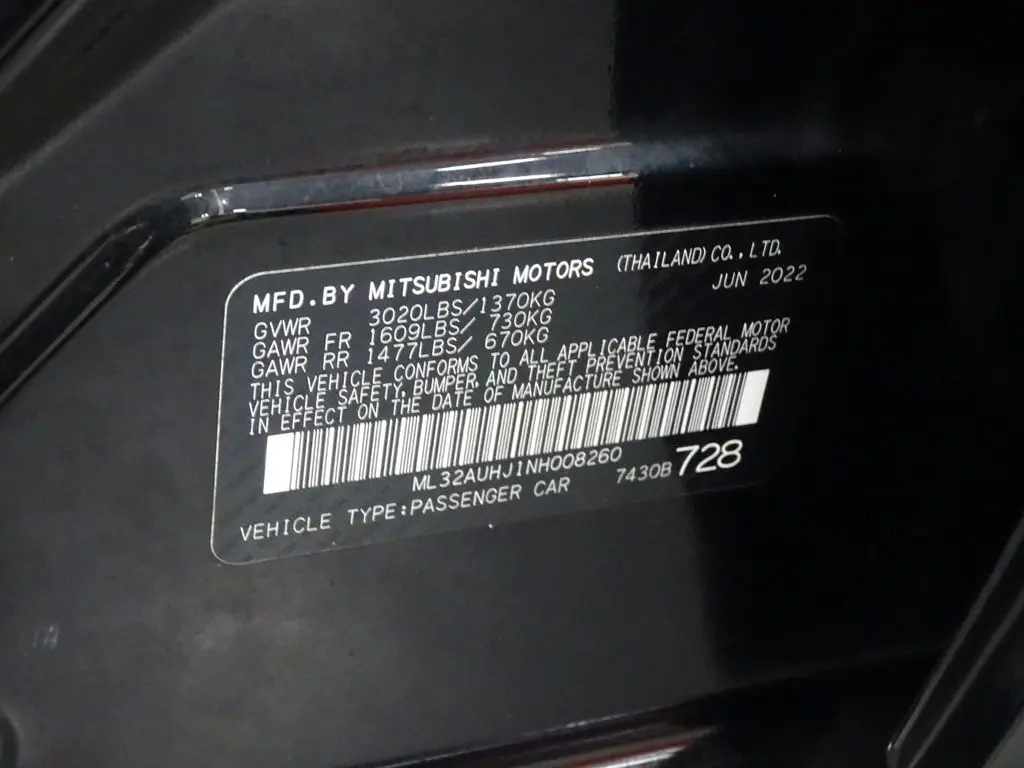 MFD.BY MITSUBISHI MOTORS (THAILAND) CO.,LTD.
JUN 2022
GVWR 3020LBS/1370KG
GAWR FR 1609LBS/ 730KG
GAWR RR 1477LBS/ 670KG
THIS VEHICLE CONFORMS TO ALL APPLICABLE FEDERAL MOTOR
VEHICLE SAFETY, BUMPER, AND THEFT PREVENTION STANDARDS
IN EFFECT ON THE DATE OF MANUFACTURE SHOWN ABOVE.
ML32AUHJ1NH008260
VEHICLE TYPE:PASSENGER CAR 7430B 728